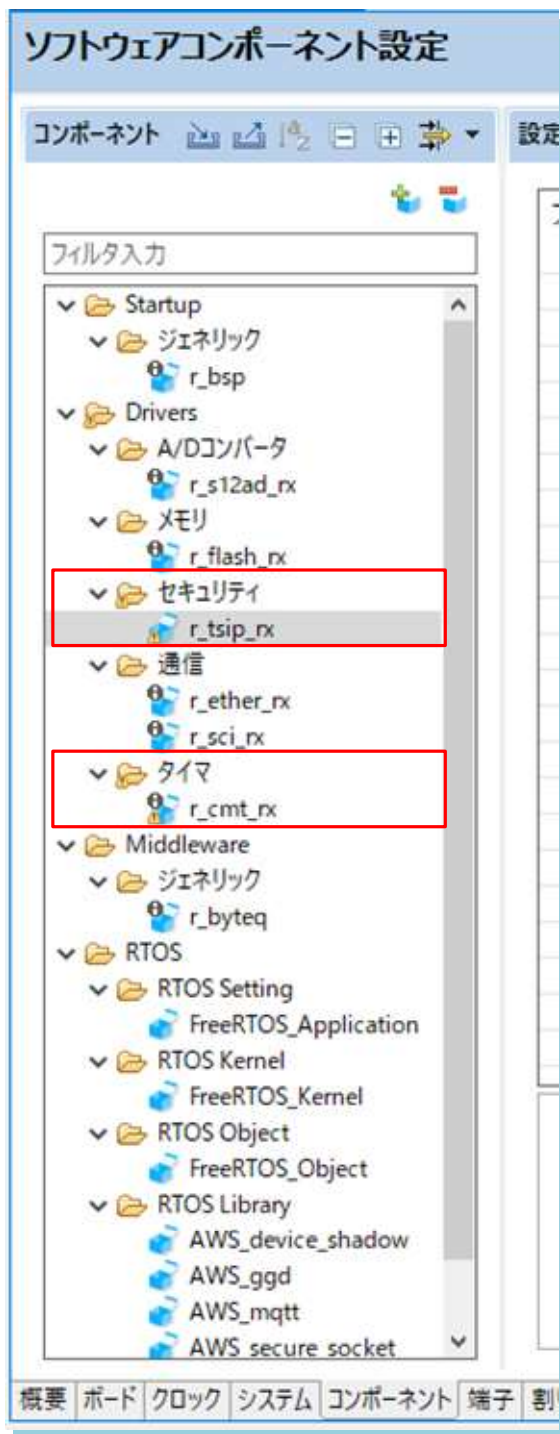 ソフトウェアコンポーネント設定
コンポーネント
設定
フィルタ入力
Startup
ジェネリック
r_bsp
Drivers
A/Dコンバータ
r_s12ad_rx
メモリ
r_flash_rx
セキュリティ
r_tsip_rx
通信
r_ether_rx
r_sci_rx
タイマ
r_cmt_rx
Middleware
ジェネリック
r_byteq
RTOS
RTOS Setting
FreeRTOS_Application
RTOS Kernel
FreeRTOS_Kernel
RTOS Object
FreeRTOS_Object
RTOS Library
AWS_device_shadow
AWS_ggd
AWS_mqtt
AWS_secure_socket
概要 ボード クロック システム コンポーネント 端子